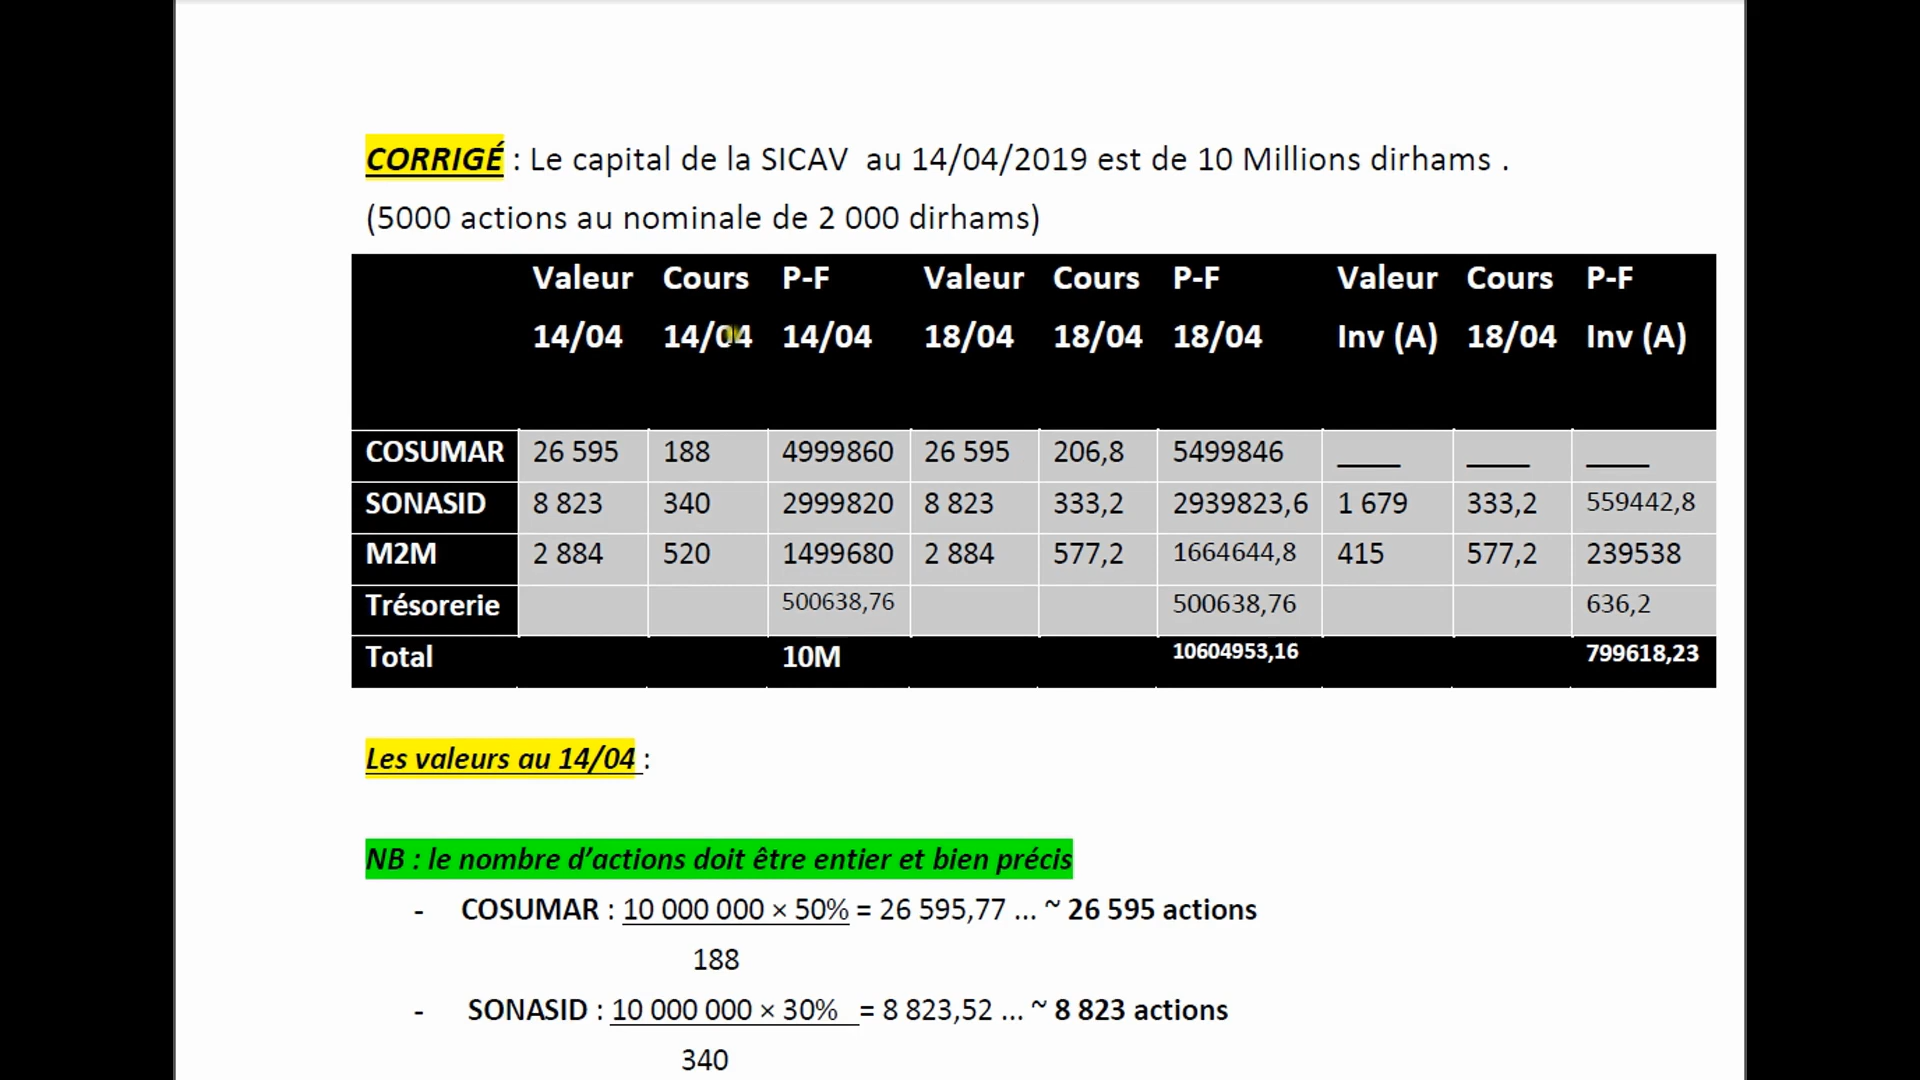 CORRIGÉ : Le capital de la SICAV au 14/04/2019 est de 10 Millions dirhams .
(5000 actions au nominale de 2 000 dirhams)
Valeur Cours P-F Valeur Cours P-F Valeur Cours P-F
14/04 14/04 14/04 18/04 18/04 18/04 Inv (A) 18/04 Inv (A)
COSUMAR 26 595 188 4999860 26 595 206,8 5499846 ____ ____ ____
SONASID 8 823 340 2999820 8 823 333,2 2939823,6 1 679 333,2 559442,8
M2M 2 884 520 1499680 2 884 577,2 1664644,8 415 577,2 239538
Trésorerie 500638,76 500638,76 636,2
Total 10M 10604953,16 799618,23
Les valeurs au 14/04 :
NB : le nombre d’actions doit être entier et bien précis
- COSUMAR : 10 000 000 × 50% = 26 595,77 ... ~ 26 595 actions
188
- SONASID : 10 000 000 × 30% = 8 823,52 ... ~ 8 823 actions
340